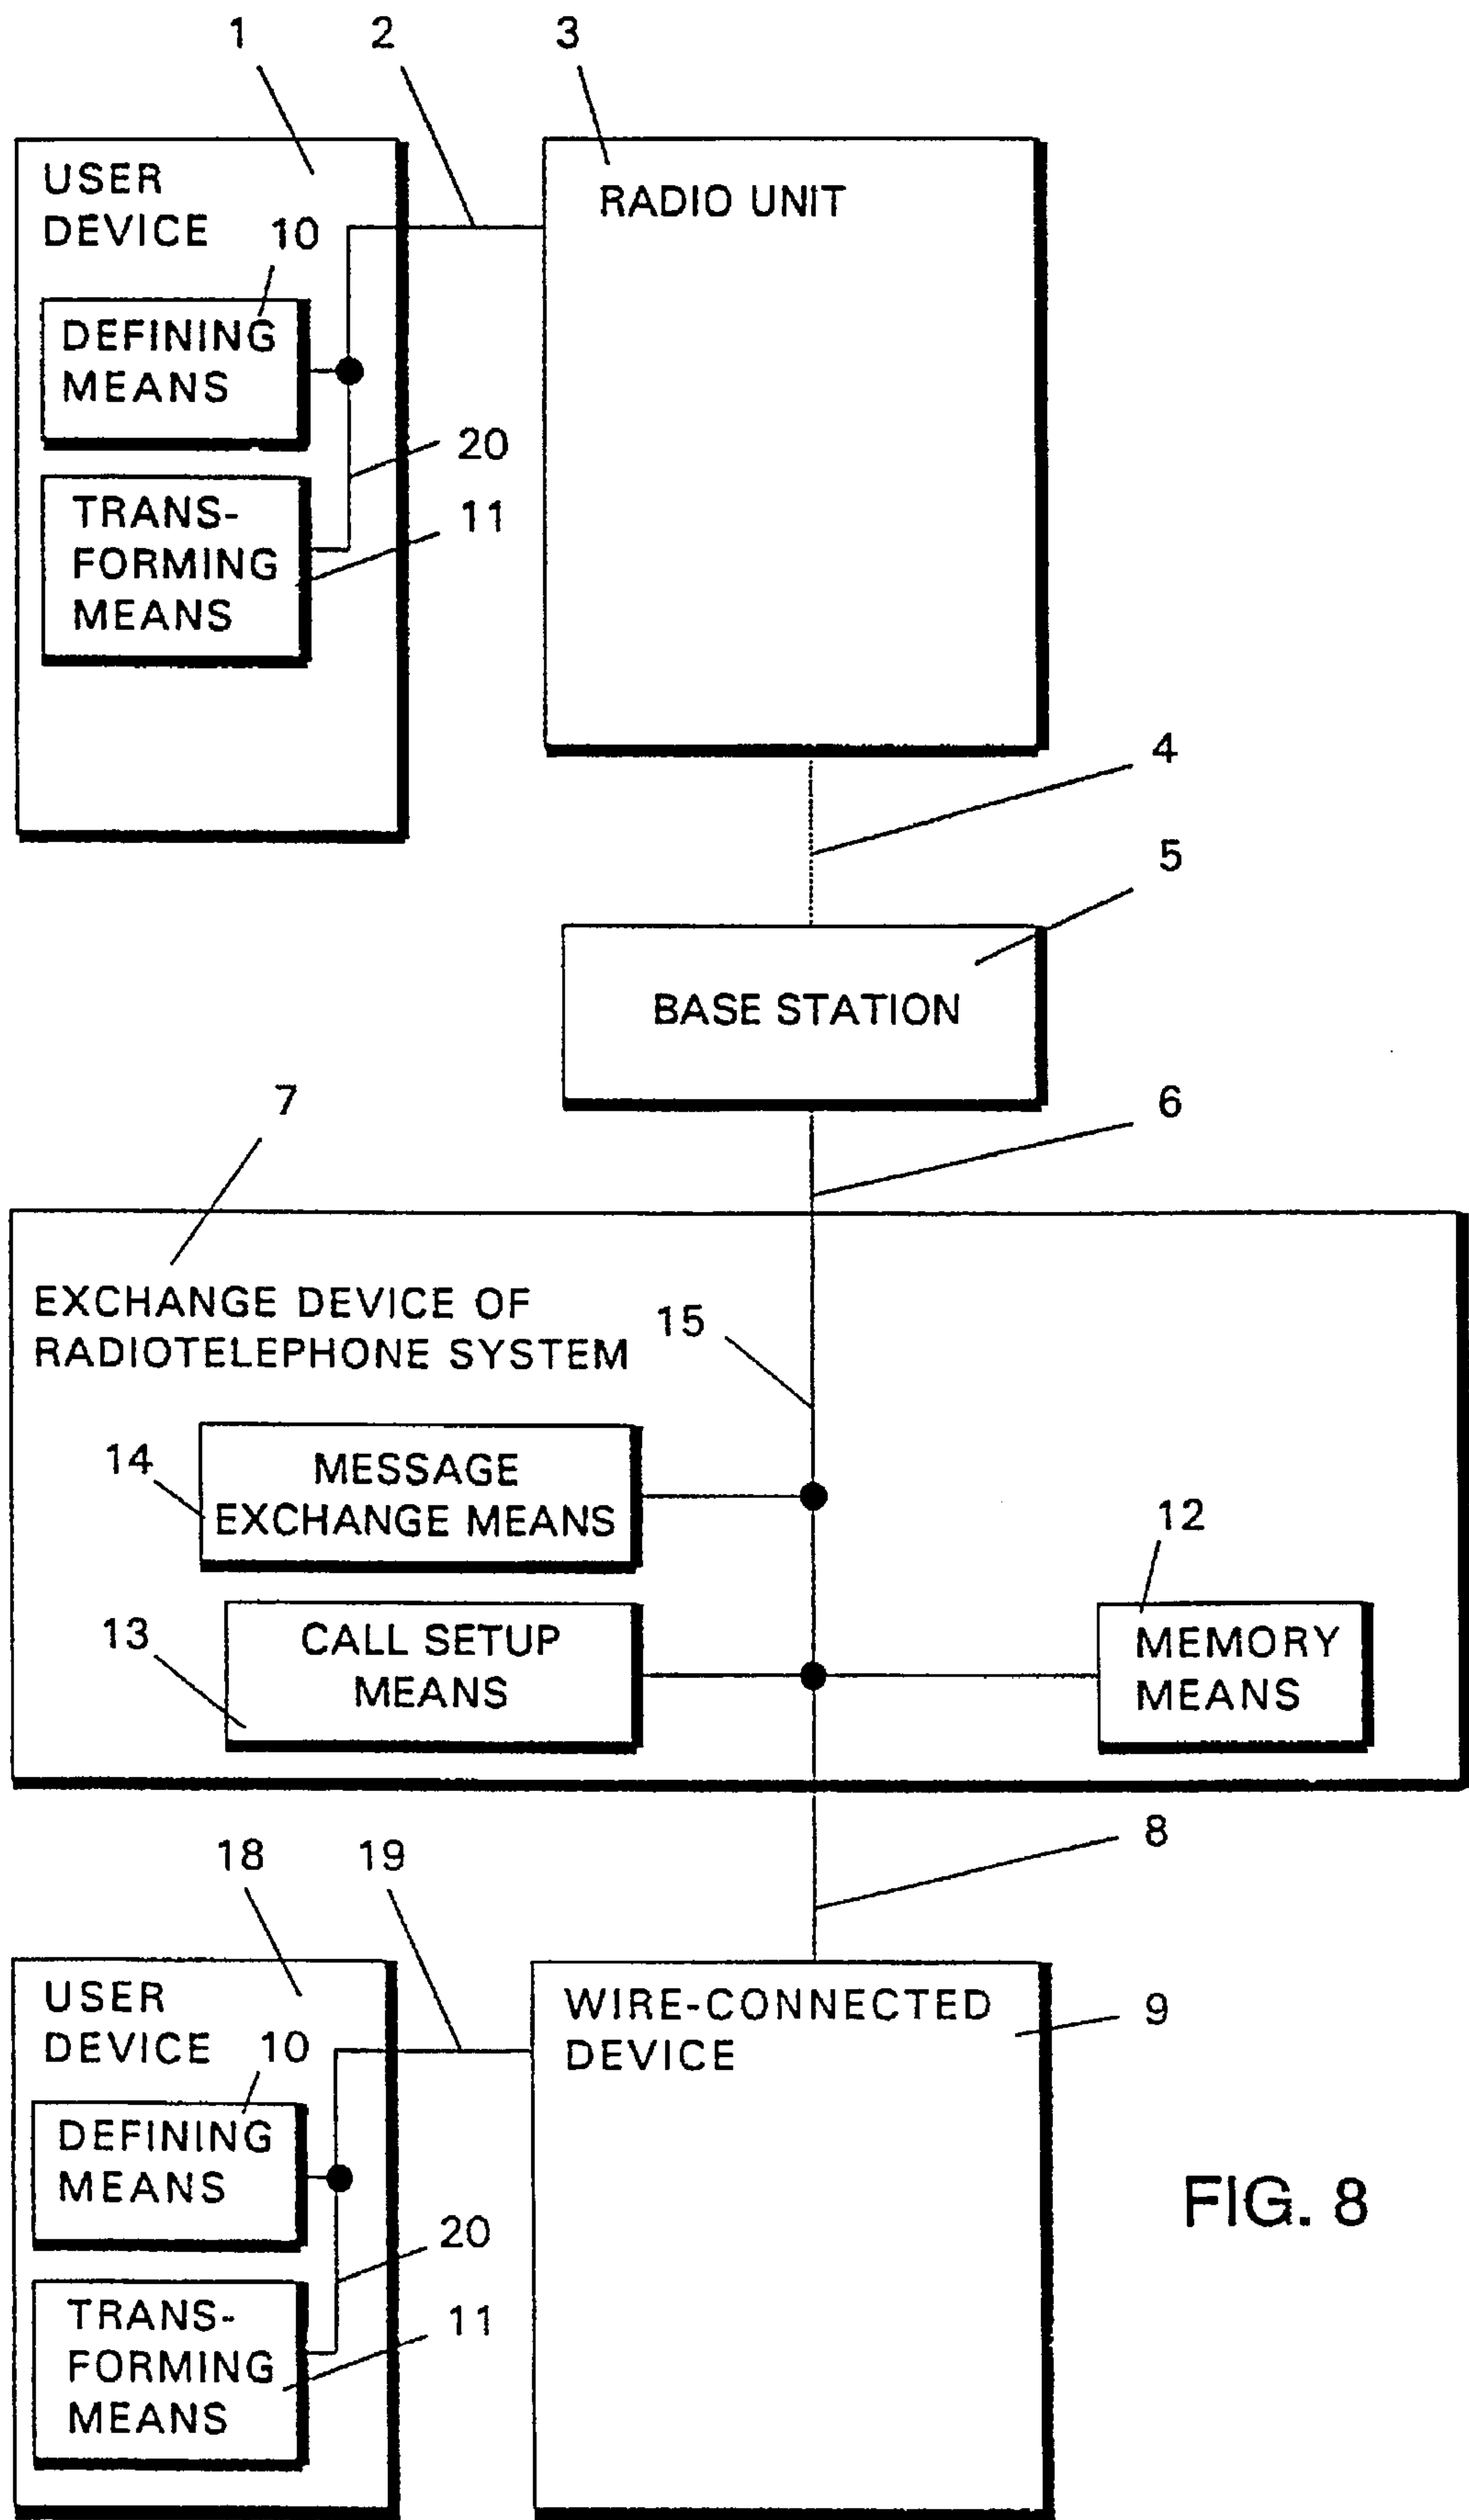 1
2
3
USER
DEVICE
10
RADIO UNIT
DEFINING
MEANS
20
TRANS-
FORMING
MEANS
11
4
5
BASE STATION
7
6
EXCHANGE DEVICE OF
RADIOTELEPHONE SYSTEM
15
14
MESSAGE
EXCHANGE MEANS
12
13
CALL SETUP
MEANS
MEMORY
MEANS
8
18
19
USER
DEVICE
10
WIRE-CONNECTED
DEVICE
9
DEFINING
MEANS
20
TRANS-
FORMING
MEANS
11
FIG. 8